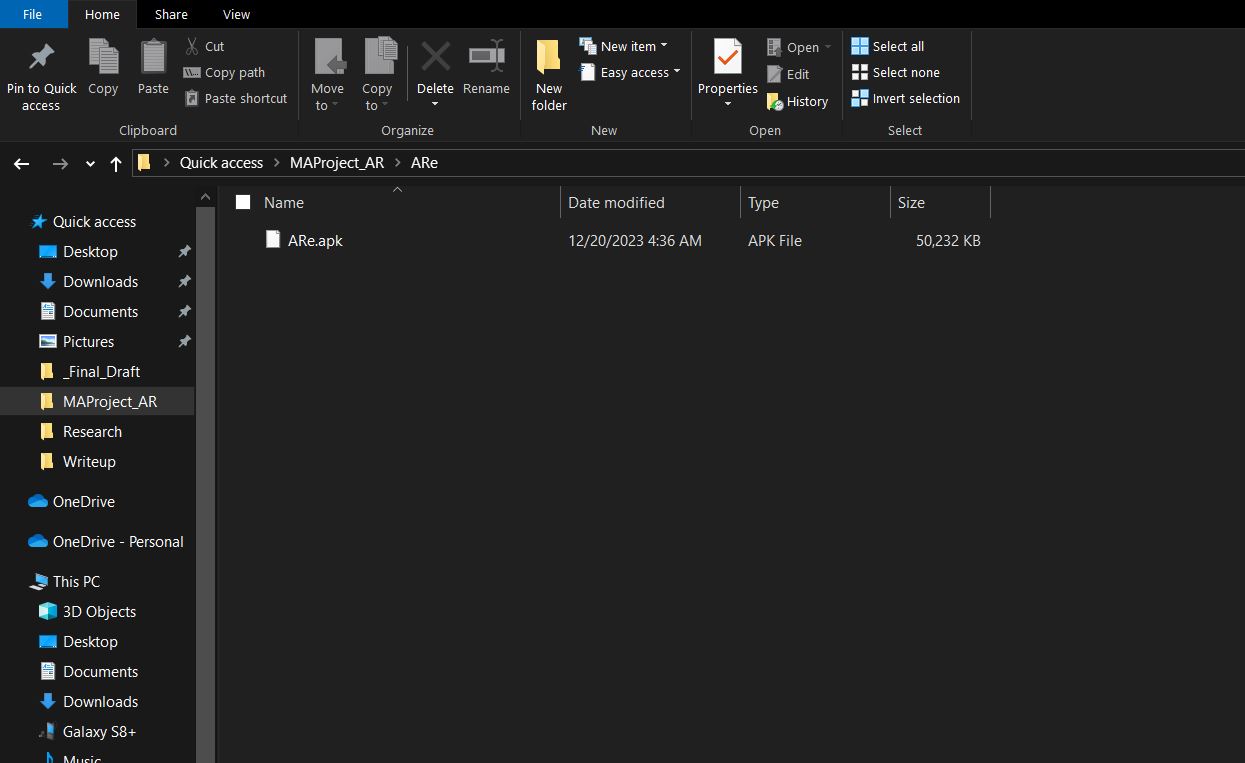 File Home Share View
Pin to Quick access
Copy
Paste
Cut
Copy path
Paste shortcut
Clipboard
Move to
Copy to
Delete
Rename
Organize
New folder
New item
Easy access
New
Properties
Open
Edit
History
Open
Select all
Select none
Invert selection
Select
Quick access MAProject_AR ARe
Quick access
Desktop
Downloads
Documents
Pictures
_Final_Draft
MAProject_AR
Research
Writeup
OneDrive
OneDrive - Personal
This PC
3D Objects
Desktop
Documents
Downloads
Galaxy S8+
Music
Name Date modified Type Size
ARe.apk 12/20/2023 4:36 AM APK File 50,232 KB